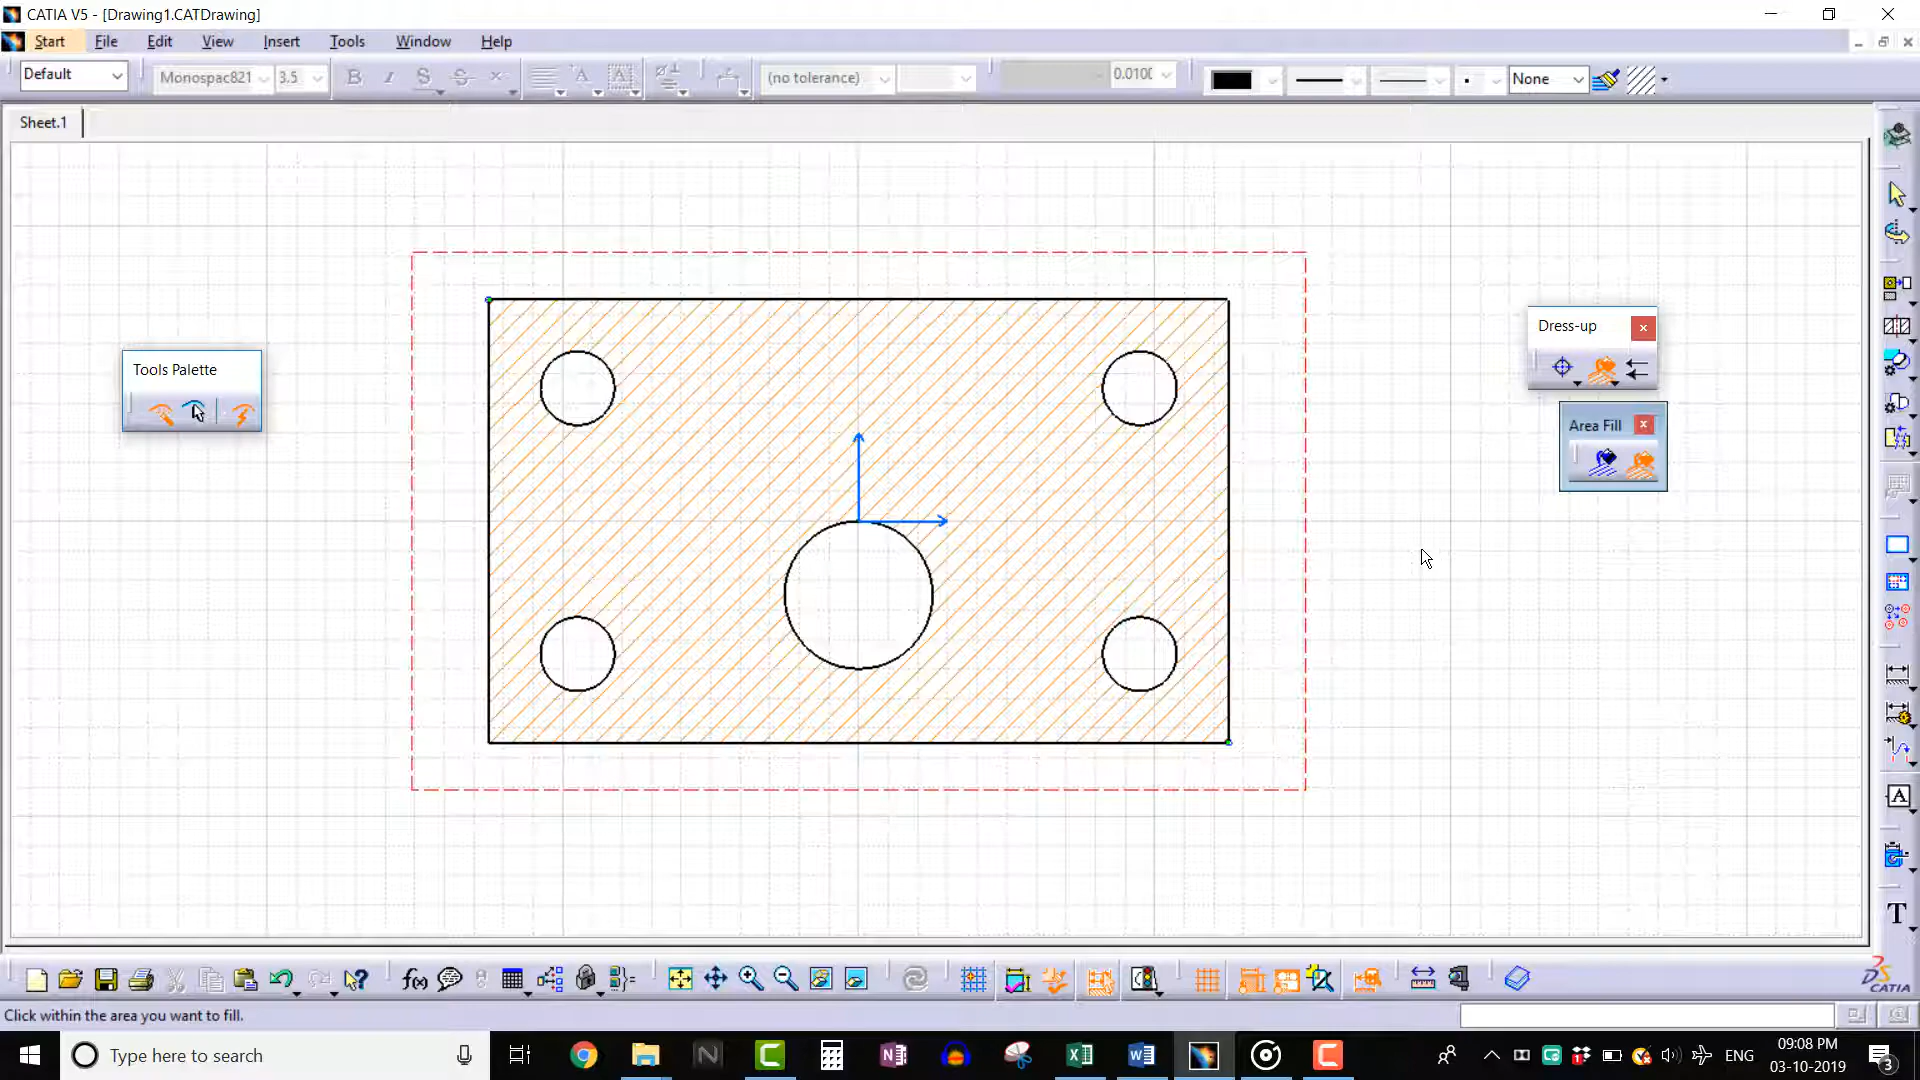 CATIA V5 - [Drawing1.CATDrawing]
Start File Edit View Insert Tools Window Help
Default Monospac821 3.5 B I S S (no tolerance) 0.010 None
Sheet.1
Tools Palette
Dress-up
Area Fill
A
T
f(x)
CATIA
Click within the area you want to fill.
Type here to search
ENG
09:08 PM
03-10-2019
3